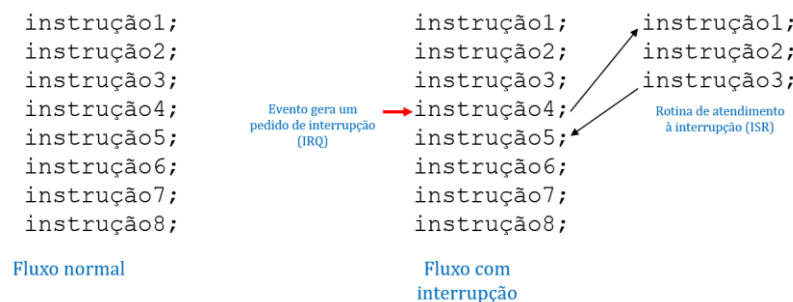 instrução1;
instrução2;
instrução3;
instrução4;
instrução5;
instrução6;
instrução7;
instrução8;
Fluxo normal
Evento gera um
pedido de interrupção
(IRQ)
instrução1;
instrução2;
instrução3;
instrução4;
instrução5;
instrução6;
instrução7;
instrução8;
Fluxo com
interrupção
instrução1;
instrução2;
instrução3;
Rotina de atendimento
à interrupção (ISR)